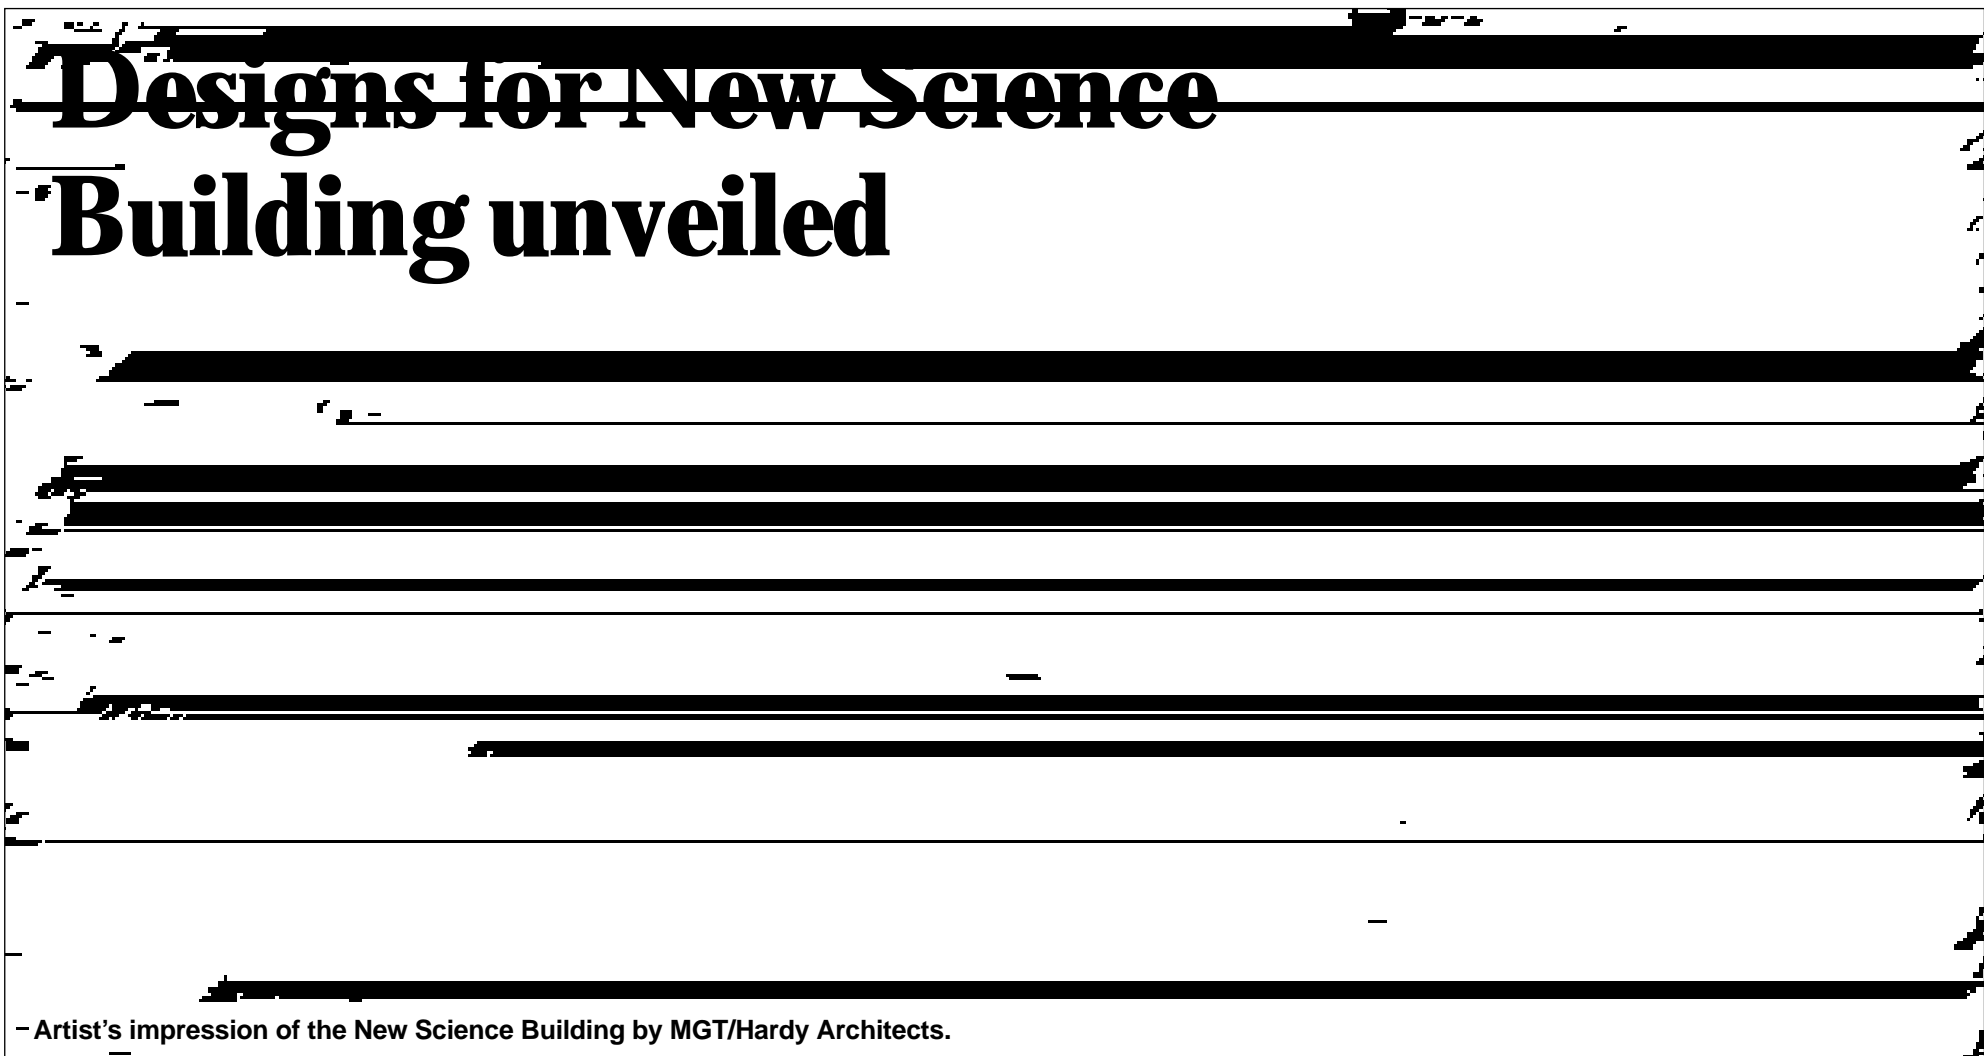 Designs for New Science
Building unveiled
Artist's impression of the New Science Building by MGT/Hardy Architects.